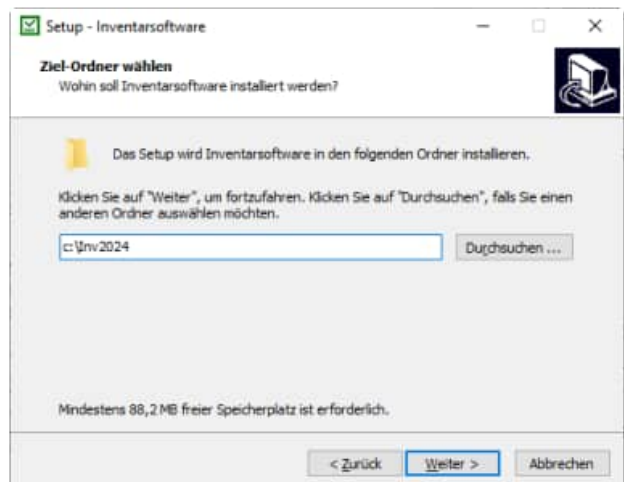 Setup - Inventarsoftware
Ziel-Ordner wählen
Wohin soll Inventarsoftware installiert werden?
Das Setup wird Inventarsoftware in den folgenden Ordner installieren.
Klicken Sie auf "Weiter", um fortzufahren. Klicken Sie auf "Durchsuchen", falls Sie einen
anderen Ordner auswählen möchten.
c:\Inv2024
Durchsuchen ...
Mindestens 88,2 MB freier Speicherplatz ist erforderlich.
< Zurück
Weiter >
Abbrechen